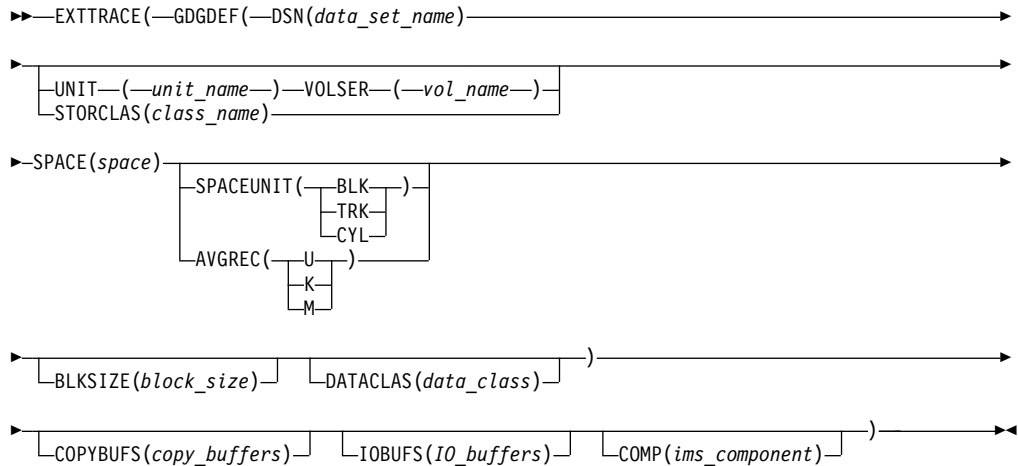 EXTTRACE( GDGDEF( DSN(data_set_name)
UNIT ( unit_name ) VOLSER ( vol_name )
STORCLAS(class_name)
SPACE(space)
SPACEUNIT( BLK )
TRK
CYL
AVGREC( U )
K
M
)
BLKSIZE(block_size) DATACLAS(data_class)
)
COPYBUFS(copy_buffers) IOBUFS(IO_buffers) COMP(ims_component)